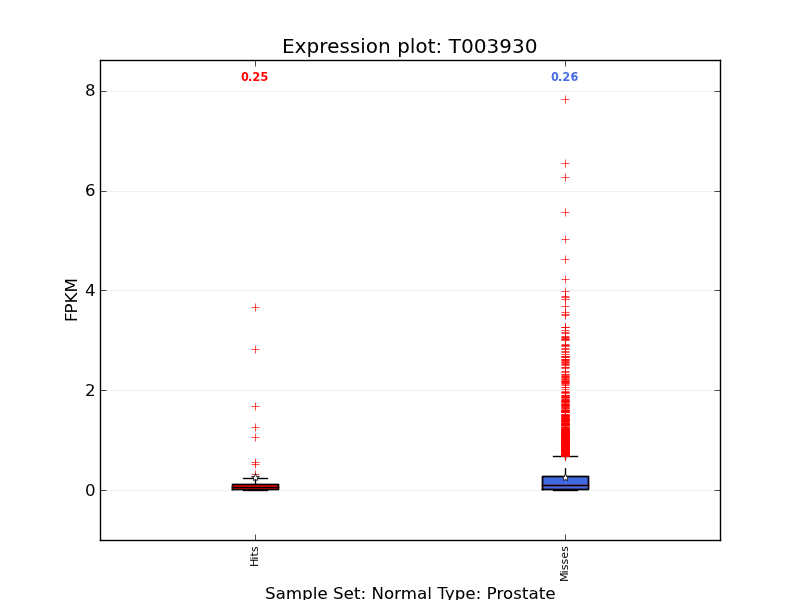 Expression plot: T003930
0.25
0.26
8
6
4
2
0
FPKM
Hits
Misses
Sample Set: Normal Type: Prostate